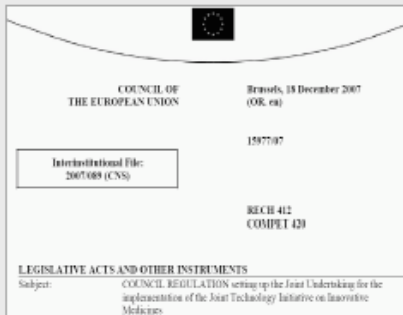 COUNCIL OF
THE EUROPEAN UNION
Brussels, 18 December 2007
(OR. en)
15977/07
Interinstitutional File:
2007/089 (CNS)
RECH 412
COMPET 420
LEGISLATIVE ACTS AND OTHER INSTRUMENTS
Subject: COUNCIL REGULATION setting up the Joint Undertaking for the
implementation of the Joint Technology Initiative on Innovative
Medicines